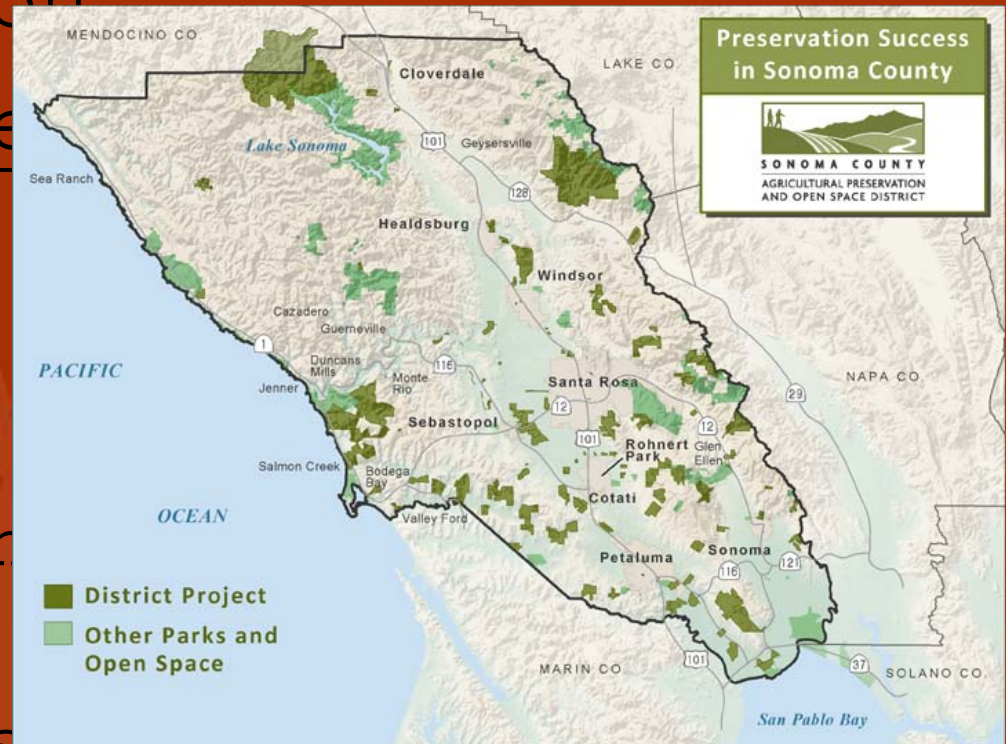 MENDOCINO CO.
LAKE CO.
Preservation Success
in Sonoma County
SONOMA COUNTY
AGRICULTURAL PRESERVATION
AND OPEN SPACE DISTRICT
Cloverdale
Lake Sonoma
101
Geyserville
Sea Ranch
128
Healdsburg
Windsor
Cazadero
Guerneville
1
PACIFIC
Duncans
Mills
116
Monte
Rio
Jenner
Santa Rosa
NAPA CO.
29
12
Sebastopol
101
12
Rohnert
Park
Glen
Ellen
Salmon Creek
Bodega
Bay
Cotati
OCEAN
Valley Ford
Petaluma
Sonoma
116
121
District Project
Other Parks and
Open Space
MARIN CO.
101
37
SOLANO CO.
San Pablo Bay